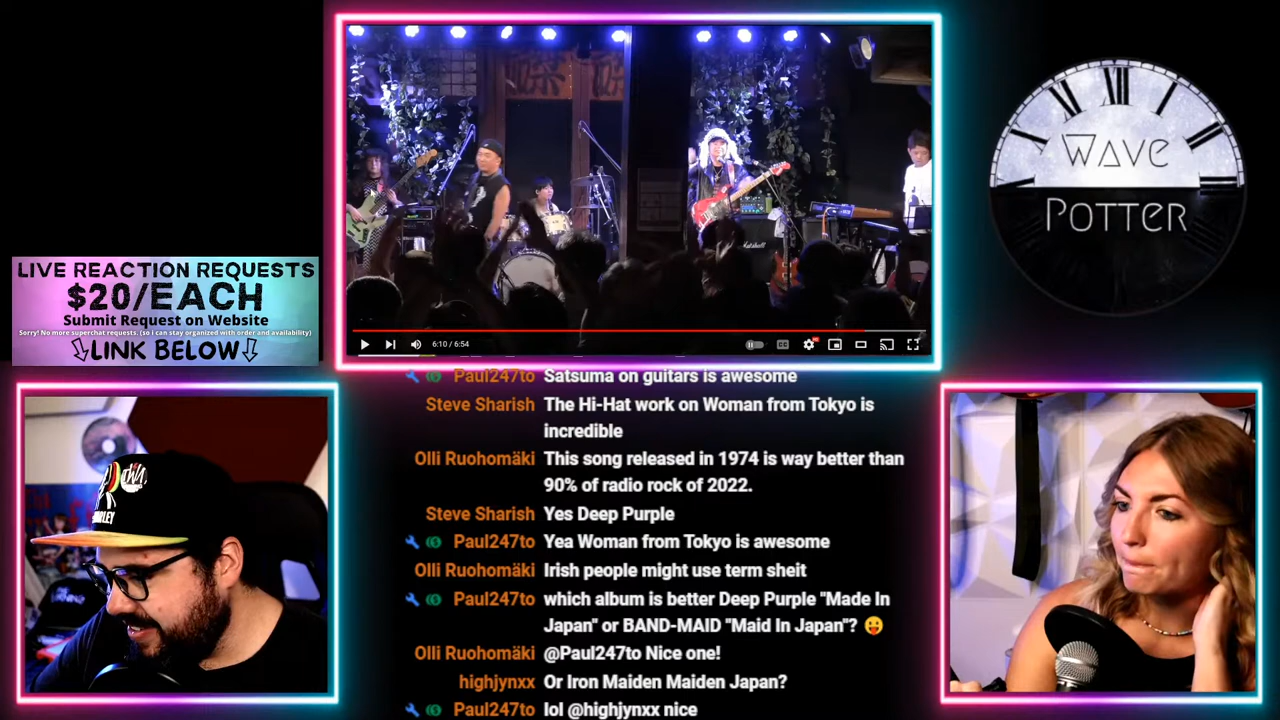 LIVE REACTION REQUESTS
$20/EACH
Submit Request on Website
Sorry! No more superchat requests. (so i can stay organized with order and availability)
LINK BELOW
Marshall
6:10 / 6:54
WAVE
POTTER
Paul247to Satsuma on guitars is awesome
Steve Sharish The Hi-Hat work on Woman from Tokyo is
incredible
Olli Ruohomäki This song released in 1974 is way better than
90% of radio rock of 2022.
Steve Sharish Yes Deep Purple
Paul247to Yea Woman from Tokyo is awesome
Olli Ruohomäki Irish people might use term sheit
Paul247to which album is better Deep Purple "Made In
Japan" or BAND-MAID "Maid In Japan"? 😛
Olli Ruohomäki @Paul247to Nice one!
highjynxx Or Iron Maiden Maiden Japan?
Paul247to lol @highjynxx nice